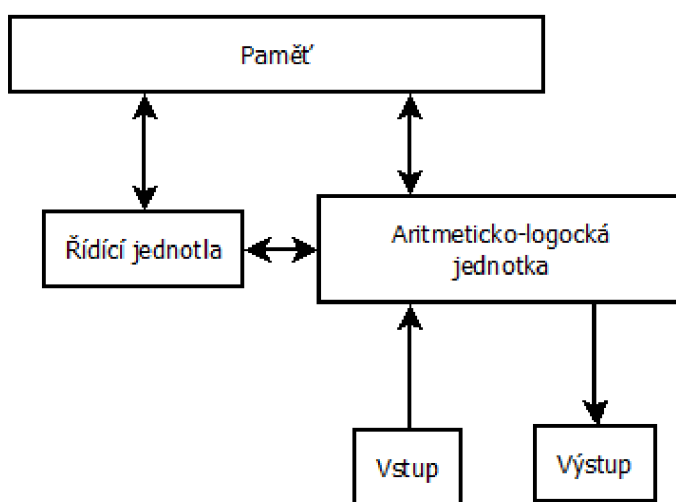 Paměť
Řídící jednotla
Aritmeticko-logocká
jednotka
Vstup
Výstup